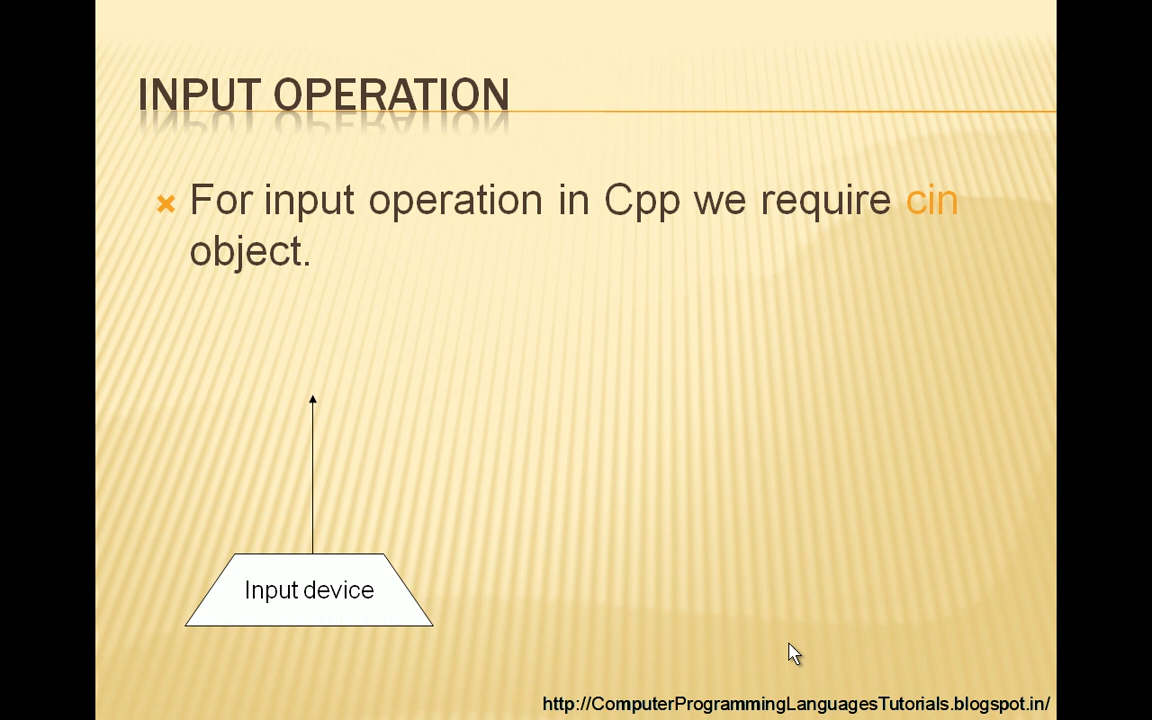 INPUT OPERATION
For input operation in Cpp we require cin
object.
Input device
http://ComputerProgrammingLanguagesTutorials.blogspot.in/